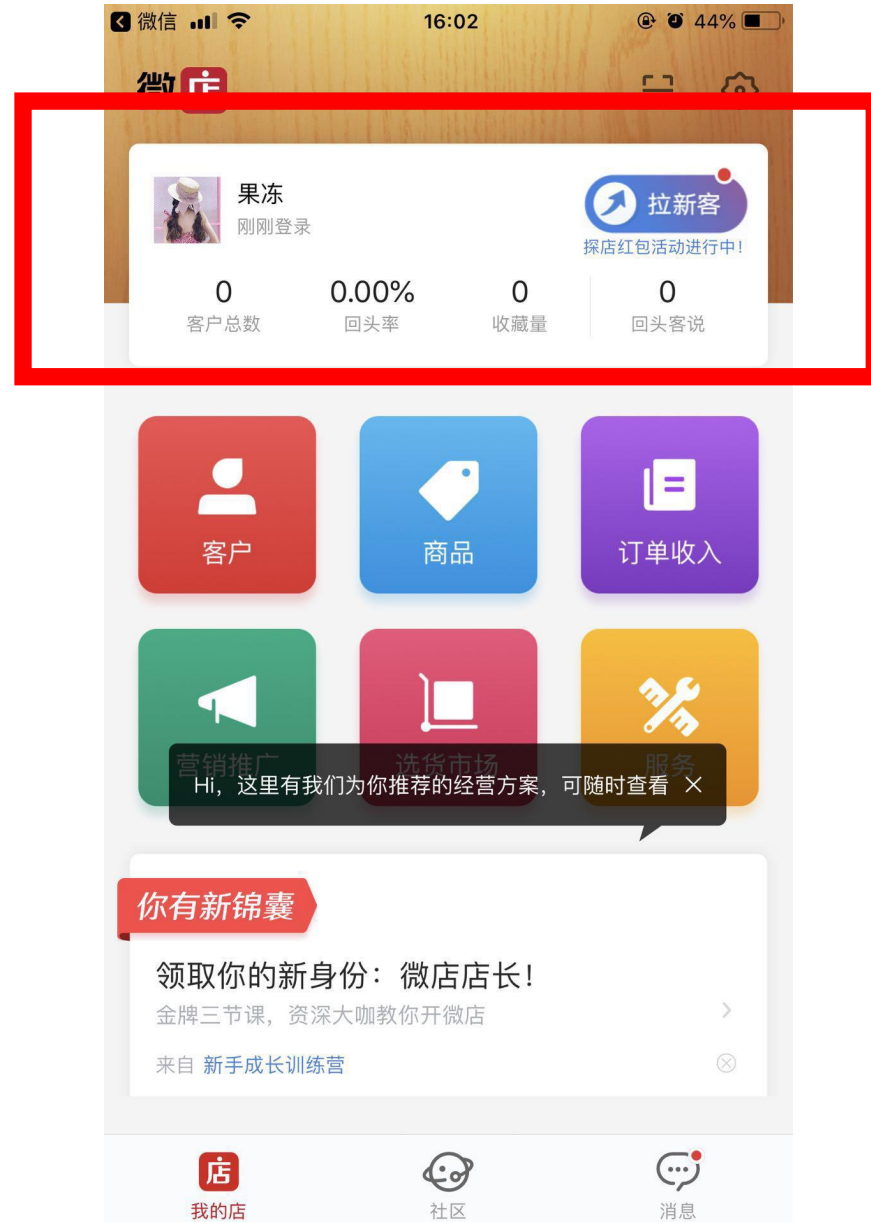 微信 16:02 44%
微店
果冻
刚刚登录
拉新客
探店红包活动进行中!
0 0.00% 0 0
客户总数 回头率 收藏量 回头客说
客户 商品 订单收入
营销推广 选货市场 服务
Hi，这里有我们为你推荐的经营方案，可随时查看 ×
你有新锦囊
领取你的新身份：微店店长！
金牌三节课，资深大咖教你开微店
来自 新手成长训练营
店
我的店 社区 消息